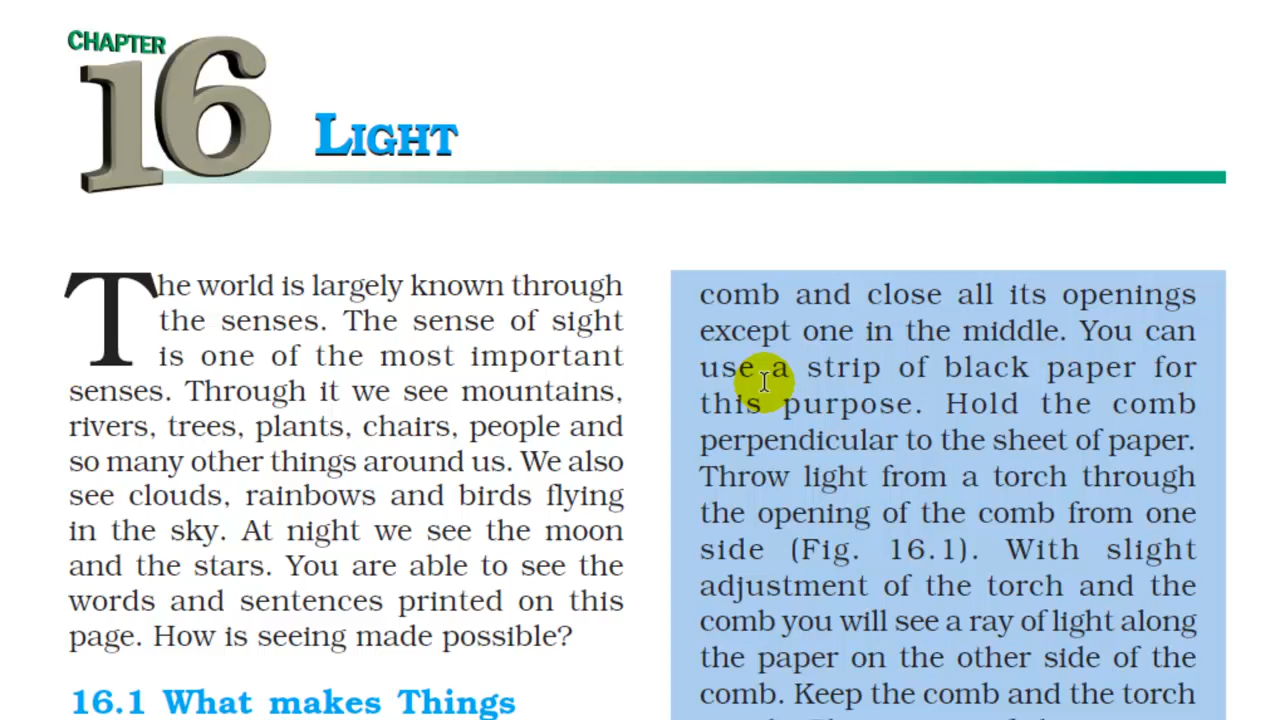 CHAPTER
16
LIGHT
The world is largely known through
the senses. The sense of sight
is one of the most important
senses. Through it we see mountains,
rivers, trees, plants, chairs, people and
so many other things around us. We also
see clouds, rainbows and birds flying
in the sky. At night we see the moon
and the stars. You are able to see the
words and sentences printed on this
page. How is seeing made possible?
16.1 What makes Things
comb and close all its openings
except one in the middle. You can
use a strip of black paper for
this purpose. Hold the comb
perpendicular to the sheet of paper.
Throw light from a torch through
the opening of the comb from one
side (Fig. 16.1). With slight
adjustment of the torch and the
comb you will see a ray of light along
the paper on the other side of the
comb. Keep the comb and the torch